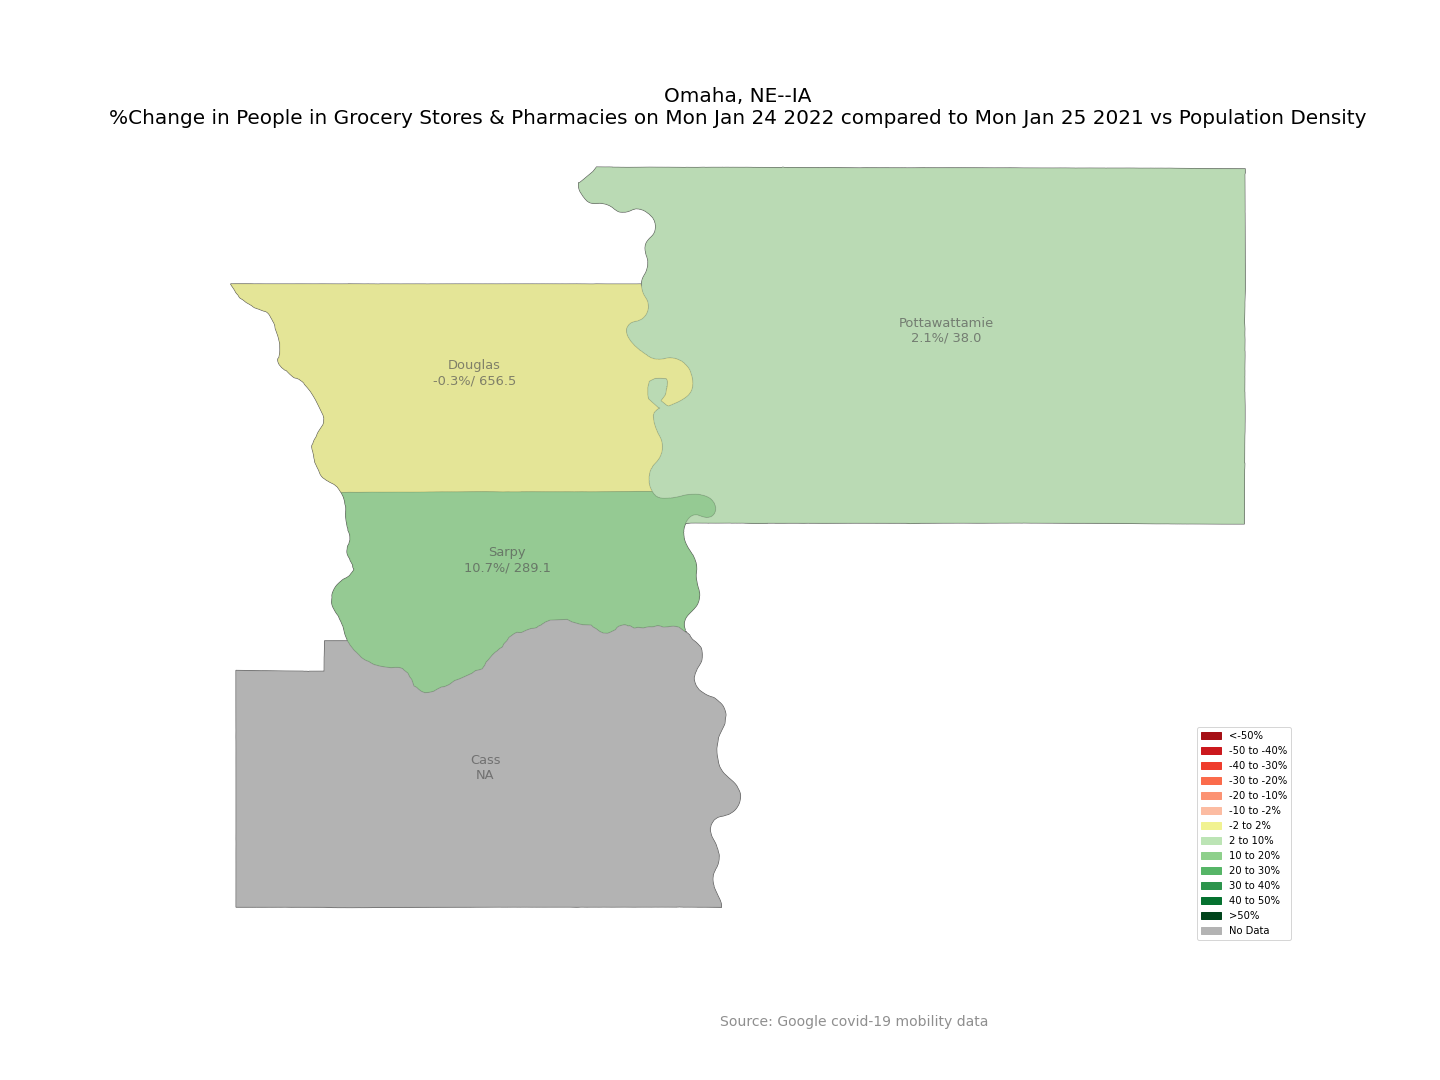 Omaha, NE--IA
%Change in People in Grocery Stores & Pharmacies on Mon Jan 24 2022 compared to Mon Jan 25 2021 vs Population Density
Pottawattamie
2.1%/ 38.0
Douglas
-0.3%/ 656.5
Sarpy
10.7%/ 289.1
Cass
NA
<-50%
-50 to -40%
-40 to -30%
-30 to -20%
-20 to -10%
-10 to -2%
-2 to 2%
2 to 10%
10 to 20%
20 to 30%
30 to 40%
40 to 50%
>50%
No Data
Source: Google covid-19 mobility data